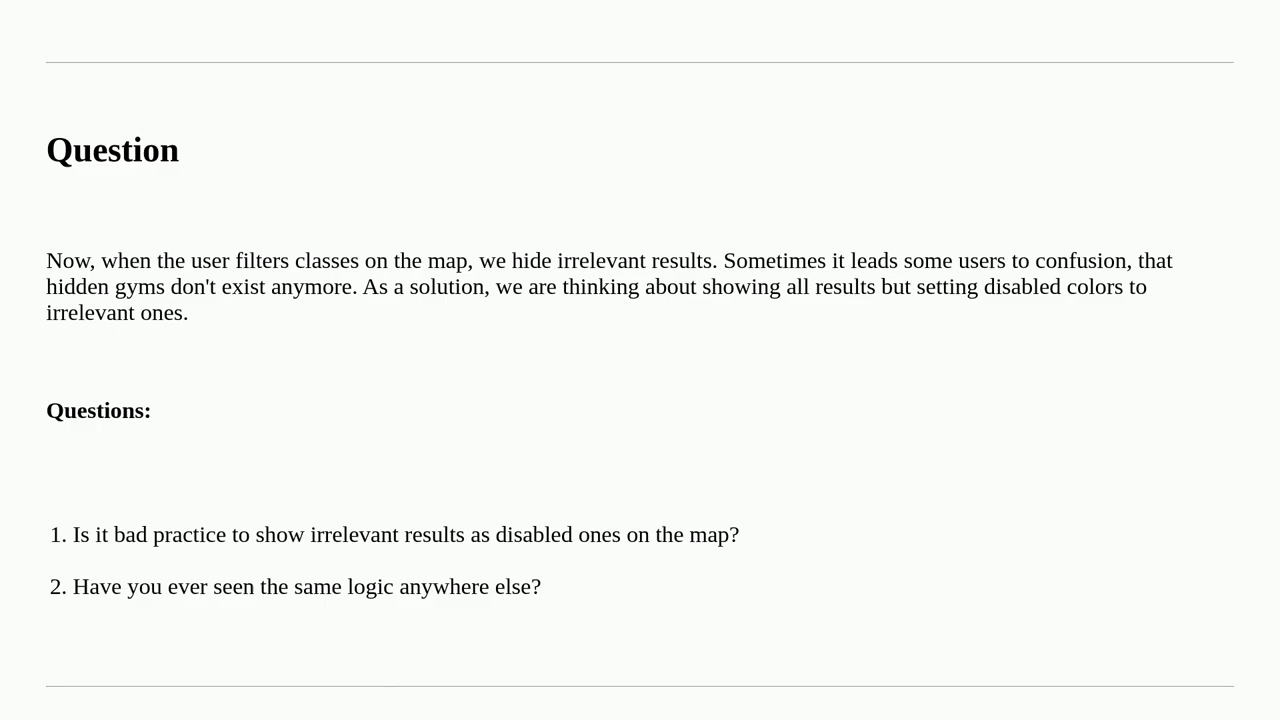 Question
Now, when the user filters classes on the map, we hide irrelevant results. Sometimes it leads some users to confusion, that
hidden gyms don't exist anymore. As a solution, we are thinking about showing all results but setting disabled colors to
irrelevant ones.
Questions:
1. Is it bad practice to show irrelevant results as disabled ones on the map?
2. Have you ever seen the same logic anywhere else?